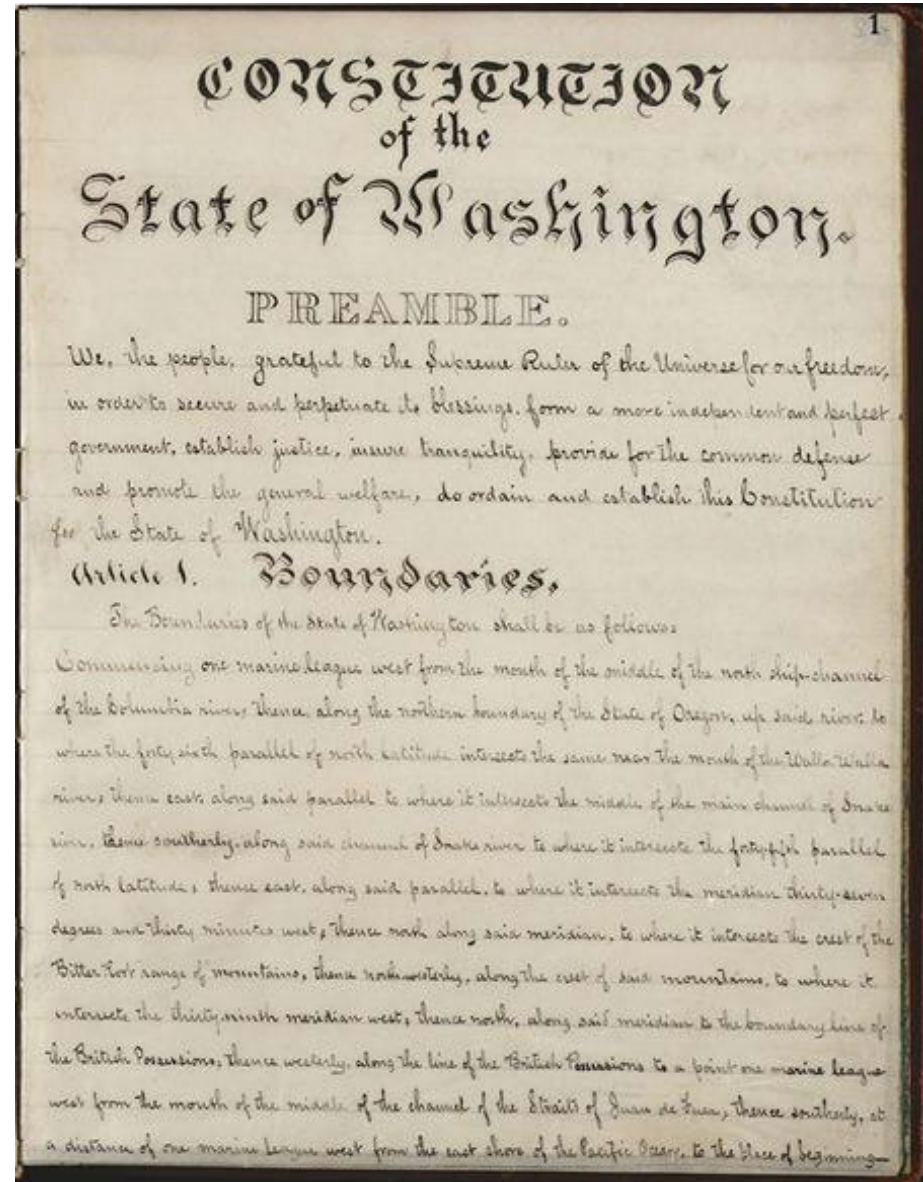 1
CONSTITUTION
of the
State of Washington.
PREAMBLE.
We, the people, grateful to the Supreme Ruler of the Universe for our freedom,
in order to secure and perpetuate its blessings, form a more independent and perfect
government, establish justice, insure tranquility, provide for the common defense
and promote the general welfare, do ordain and establish this Constitution
for the State of Washington.
Article 1. Boundaries.
The Boundaries of the State of Washington shall be as follows:
Commencing one marine league west from the mouth of the middle of the north ship-channel
of the Columbia river, thence, along the northern boundary of the State of Oregon, up said river, to
where the forty sixth parallel of north latitude intersects the same near the mouth of the Walla Walla
river, thence east, along said parallel to where it intersects the middle of the main channel of Snake
river, thence southerly, along said channel of Snake river to where it intersects the forty-fifth parallel
of north latitude, thence east, along said parallel, to where it intersects the meridian thirty-seven
degrees and thirty minutes west, thence north along said meridian, to where it intersects the crest of the
Bitter Root range of mountains, thence northwesterly, along the crest of said mountains, to where it
intersects the thirty-ninth meridian west, thence north, along said meridian to the boundary line of
the British Possessions, thence westerly, along the line of the British Possessions to a point one marine league
west from the mouth of the middle of the channel of the Straits of Juan de Fuca, thence southerly, at
a distance of one marine league west from the east shore of the Pacific Ocean, to the place of beginning